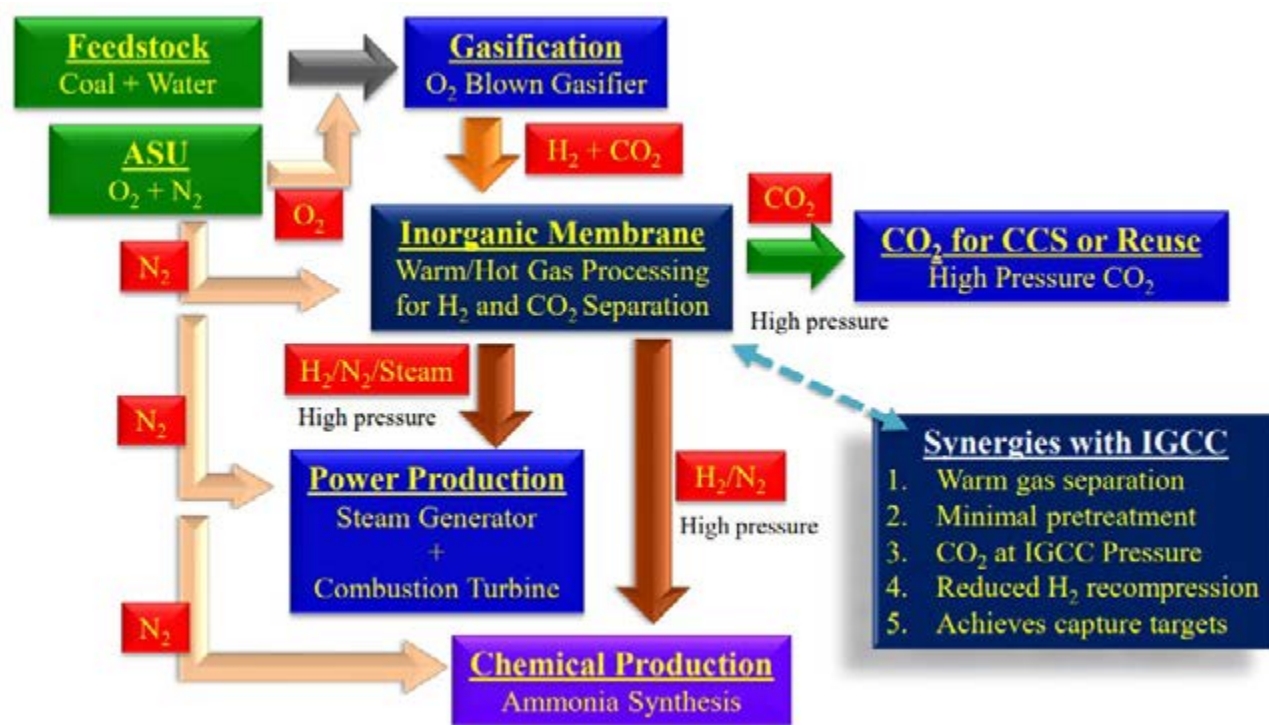 Feedstock
Coal + Water
Gasification
O₂ Blown Gasifier
ASU
O₂ + N₂
O₂
H₂ + CO₂
N₂
Inorganic Membrane
Warm/Hot Gas Processing
for H₂ and CO₂ Separation
CO₂
High pressure
CO₂ for CCS or Reuse
High Pressure CO₂
H₂/N₂/Steam
High pressure
N₂
Power Production
Steam Generator
+
Combustion Turbine
H₂/N₂
High pressure
Synergies with IGCC
1. Warm gas separation
2. Minimal pretreatment
3. CO₂ at IGCC Pressure
4. Reduced H₂ recompression
5. Achieves capture targets
N₂
Chemical Production
Ammonia Synthesis